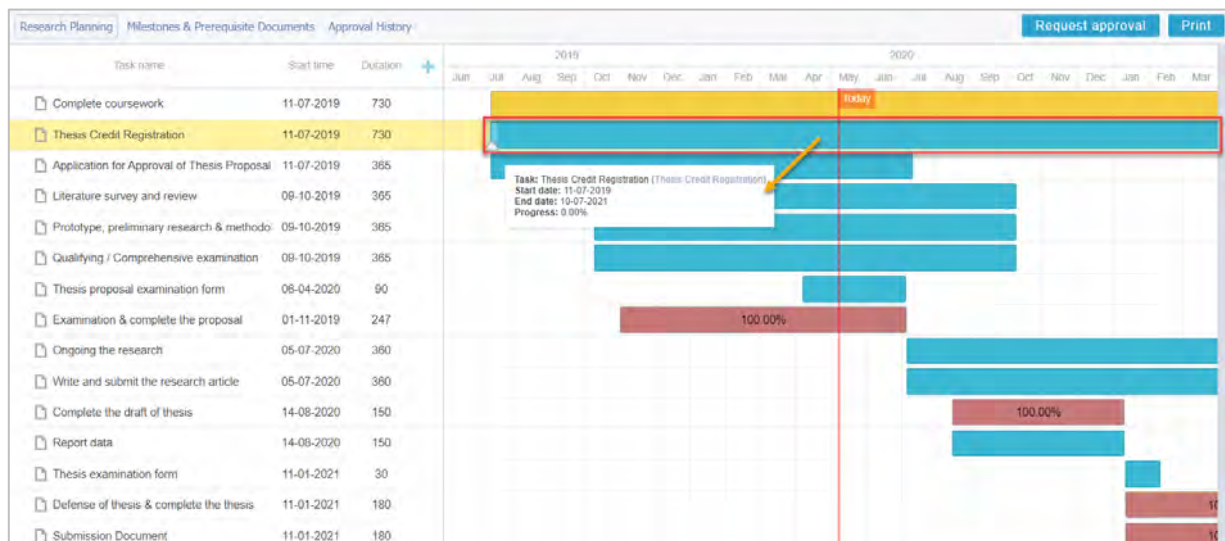 Research Planning Milestones & Prerequisite Documents Approval History Request approval Print
2019 2020
Task name Start time Duration Jun Jul Aug Sep Oct Nov Dec Jan Feb Mar Apr May Jun Jul Aug Sep Oct Nov Dec Jan Feb Mar
Today
Complete coursework 11-07-2019 730
Thesis Credit Registration 11-07-2019 730
Application for Approval of Thesis Proposal 11-07-2019 365
Task: Thesis Credit Registration (Thesis Credit Registration)
Start date: 11-07-2019
End date: 10-07-2021
Progress: 0.00%
Literature survey and review 09-10-2019 365
Prototype, preliminary research & methodo 09-10-2019 365
Qualifying / Comprehensive examination 09-10-2019 365
Thesis proposal examination form 06-04-2020 90
Examination & complete the proposal 01-11-2019 247 100.00%
Ongoing the research 05-07-2020 360
Write and submit the research article 05-07-2020 360
Complete the draft of thesis 14-08-2020 150 100.00%
Report data 14-08-2020 150
Thesis examination form 11-01-2021 30
Defense of thesis & complete the thesis 11-01-2021 180 10
Submission Document 11-01-2021 180 10